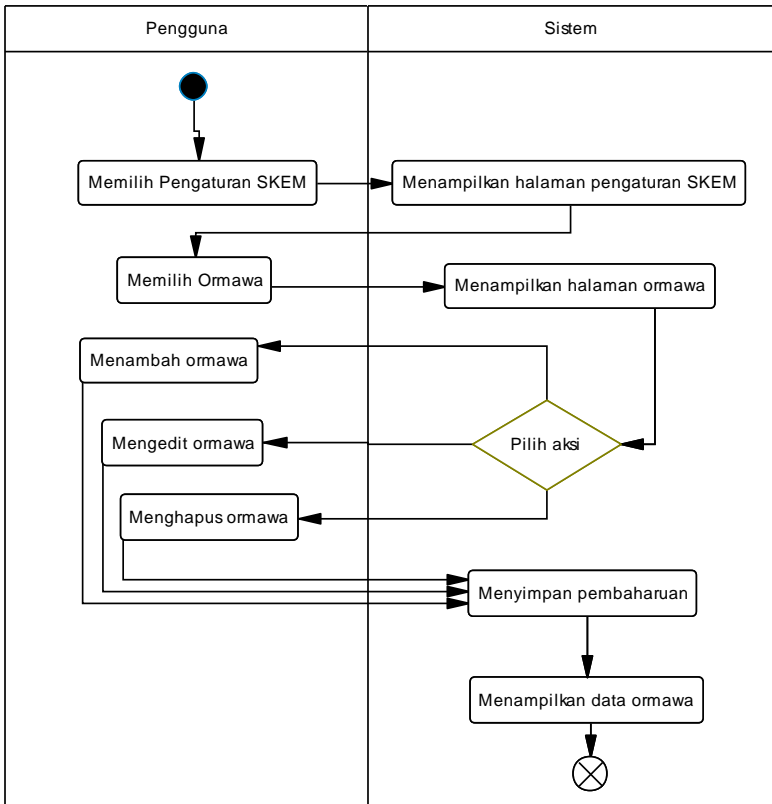 Pengguna
Sistem
Memilih Pengaturan SKEM
Menampilkan halaman pengaturan SKEM
Memilih Ormawa
Menampilkan halaman ormawa
Menambah ormawa
Mengedit ormawa
Pilih aksi
Menghapus ormawa
Menyimpan pembaharuan
Menampilkan data ormawa